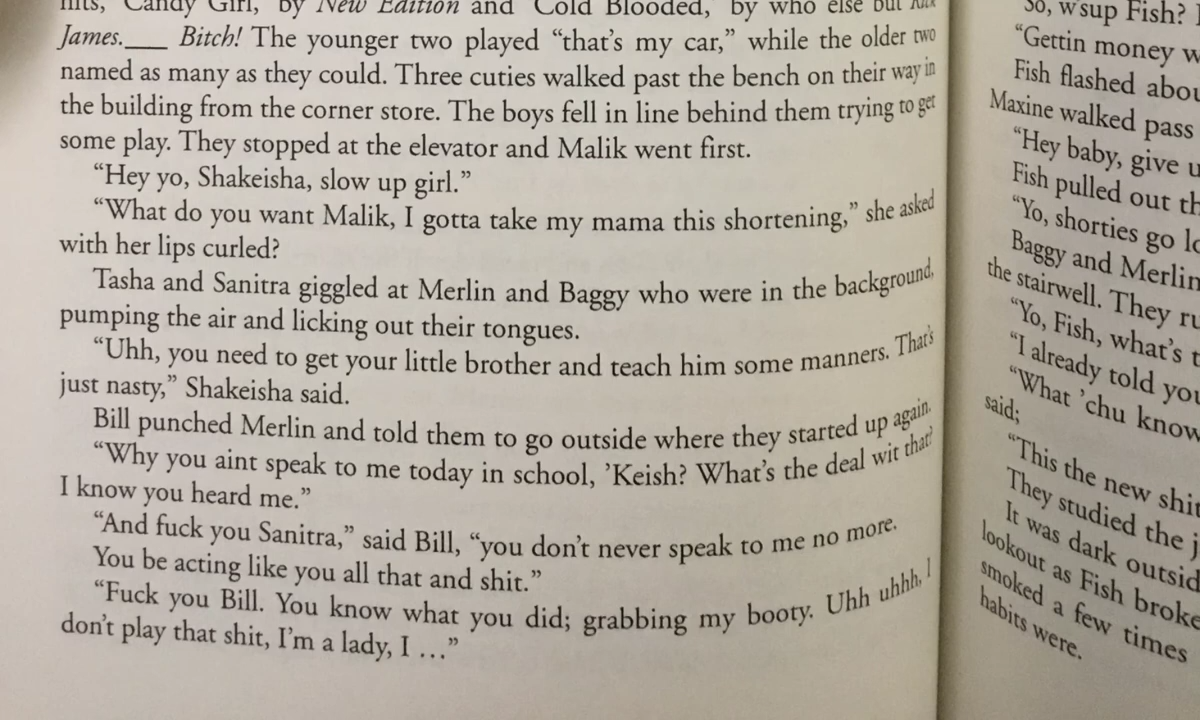 hits, “Candy Girl,” by New Edition and “Cold Blooded,” by who else but Rick
James.___ Bitch! The younger two played “that’s my car,” while the older two
named as many as they could. Three cuties walked past the bench on their way in
the building from the corner store. The boys fell in line behind them trying to get
some play. They stopped at the elevator and Malik went first.
“Hey yo, Shakeisha, slow up girl.”
“What do you want Malik, I gotta take my mama this shortening,” she asked
with her lips curled?
Tasha and Sanitra giggled at Merlin and Baggy who were in the background,
pumping the air and licking out their tongues.
“Uhh, you need to get your little brother and teach him some manners. That’s
just nasty,” Shakeisha said.
Bill punched Merlin and told them to go outside where they started up again.
“Why you aint speak to me today in school, ’Keish? What’s the deal wit that?
I know you heard me.”
“And fuck you Sanitra,” said Bill, “you don’t never speak to me no more.
You be acting like you all that and shit.”
“Fuck you Bill. You know what you did; grabbing my booty. Uhh uhhh, I
don’t play that shit, I’m a lady, I …”
So, w’sup Fish?
“Gettin money w
Fish flashed abou
Maxine walked pass
“Hey baby, give u
Fish pulled out th
“Yo, shorties go lo
Baggy and Merlin
the stairwell. They ru
“Yo, Fish, what’s t
“I already told you
“What ’chu know
said;
“This the new shit
They studied the j
It was dark outsid
lookout as Fish broke
smoked a few times
habits were.